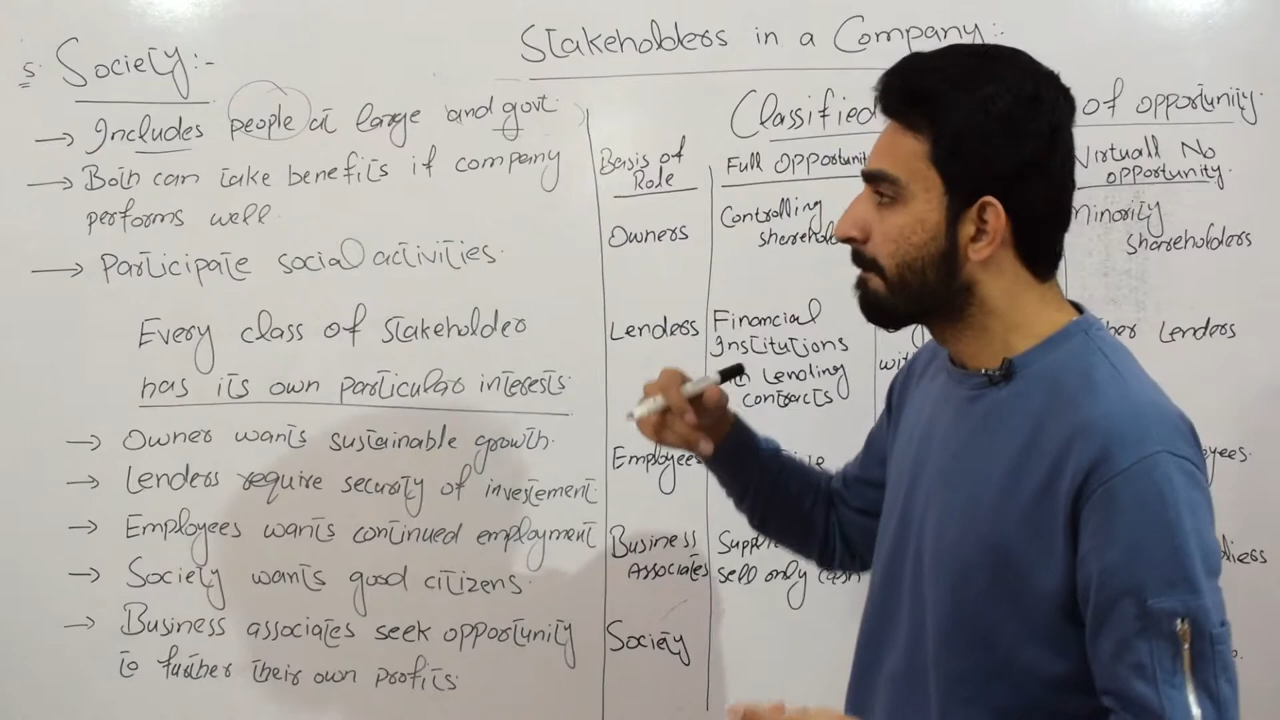 Stakeholders in a Company:-
5. Society:-
→ Includes people at large and govt.
→ Both can take benefits if company
performs well.
→ Participate social activities.
Every class of stakeholder
has its own particular interests.
→ Owner wants sustainable growth.
→ Lenders require security of investement.
→ Employees wants continued employment
→ Society wants good citizens.
→ Business associates seek opportunity
to further their own profits.
Classified of opportunity.
Basis of
Role
Full opportunity
Virtuall No
opportunity.
Owners
Controlling
Minority
shareholders
Lenders
Financial
Institutions
Lending
contracts
Lenders
Employees
Business
Associates
sell only cash
Society